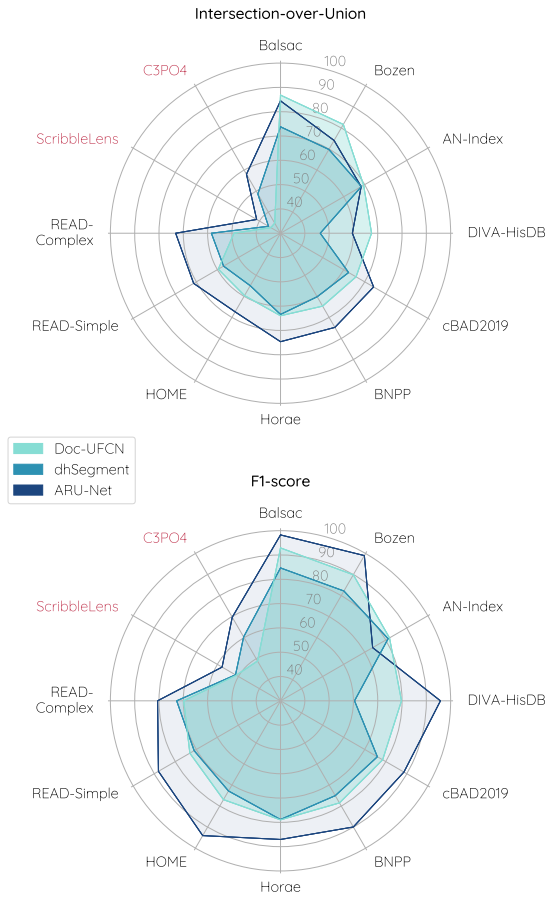 Intersection-over-Union
Balsac
100
C3PO4
Bozen
90
80
ScribbleLens
70
AN-Index
60
50
40
READ-
Complex
DIVA-HisDB
READ-Simple
cBAD2019
HOME
BNPP
Horae
Doc-UFCN
dhSegment
ARU-Net
F1-score
Balsac
100
C3PO4
Bozen
90
80
ScribbleLens
70
AN-Index
60
50
40
READ-
Complex
DIVA-HisDB
READ-Simple
cBAD2019
HOME
BNPP
Horae